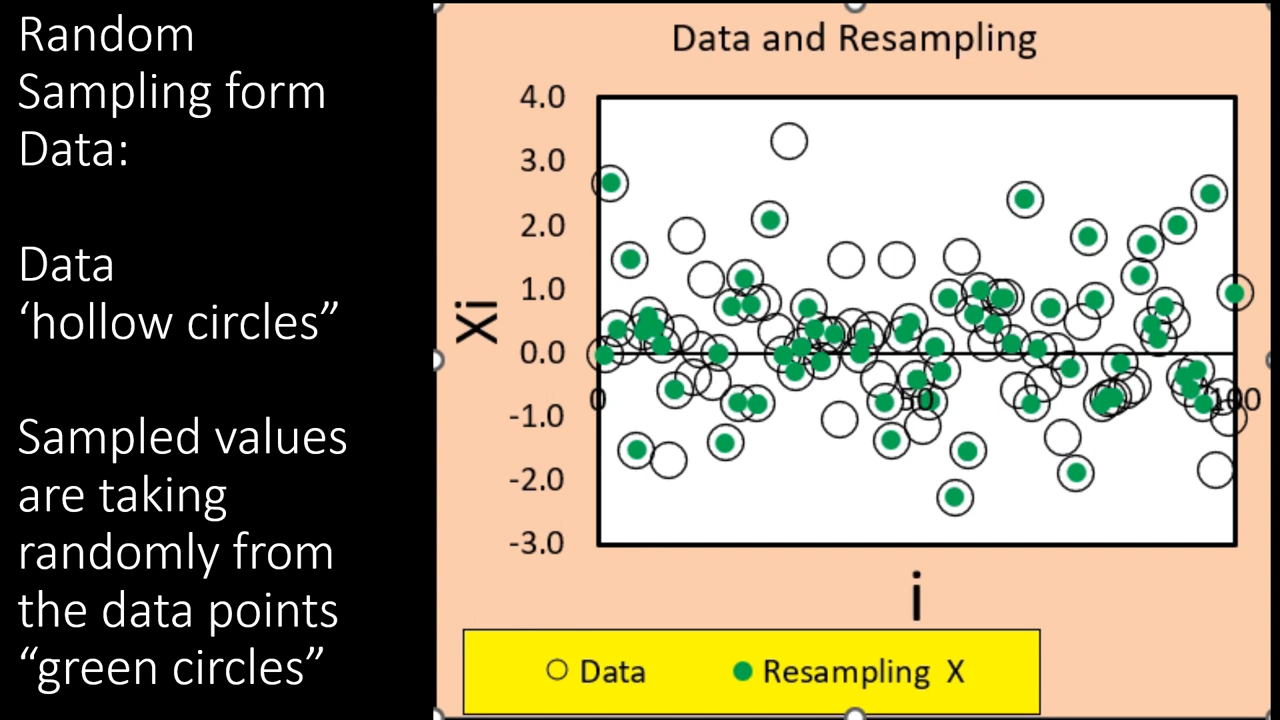 Random
Sampling form
Data:
Data
‘hollow circles”
Sampled values
are taking
randomly from
the data points
“green circles”
Data and Resampling
4.0
3.0
2.0
1.0
0.0
-1.0
-2.0
-3.0
Xi
0
50
100
i
Data
Resampling X